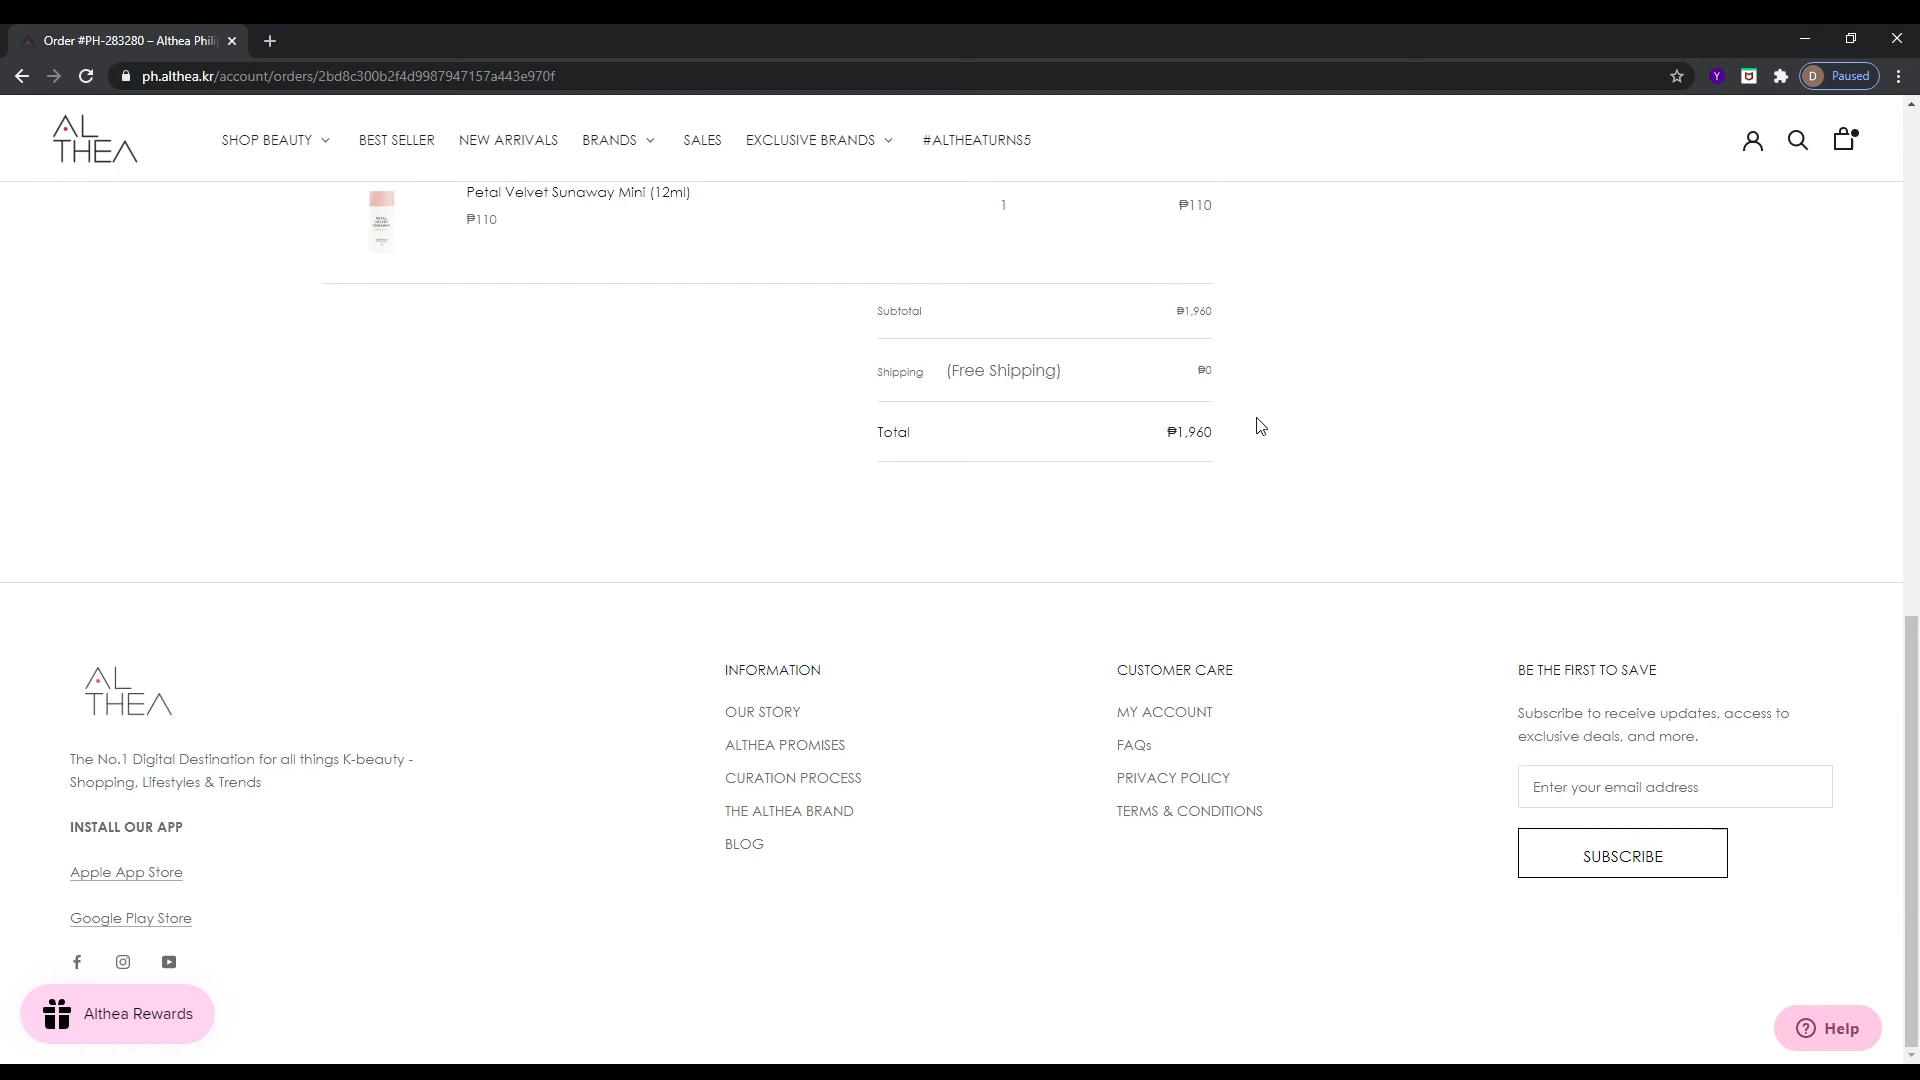 Order #PH-283280 – Althea Phili
ph.althea.kr/account/orders/2bd8c300b2f4d9987947157a443e970f
Y
D Paused
AL
THEA
SHOP BEAUTY
BEST SELLER
NEW ARRIVALS
BRANDS
SALES
EXCLUSIVE BRANDS
#ALTHEATURNS5
PETAL
VELVET
SUNAWAY
Petal Velvet Sunaway Mini (12ml)
₱110
1
₱110
Subtotal ₱1,960
Shipping (Free Shipping) ₱0
Total ₱1,960
AL
THEA
The No.1 Digital Destination for all things K-beauty -
Shopping, Lifestyles & Trends
INSTALL OUR APP
Apple App Store
Google Play Store
INFORMATION
OUR STORY
ALTHEA PROMISES
CURATION PROCESS
THE ALTHEA BRAND
BLOG
CUSTOMER CARE
MY ACCOUNT
FAQs
PRIVACY POLICY
TERMS & CONDITIONS
BE THE FIRST TO SAVE
Subscribe to receive updates, access to
exclusive deals, and more.
Enter your email address
SUBSCRIBE
Althea Rewards
Help